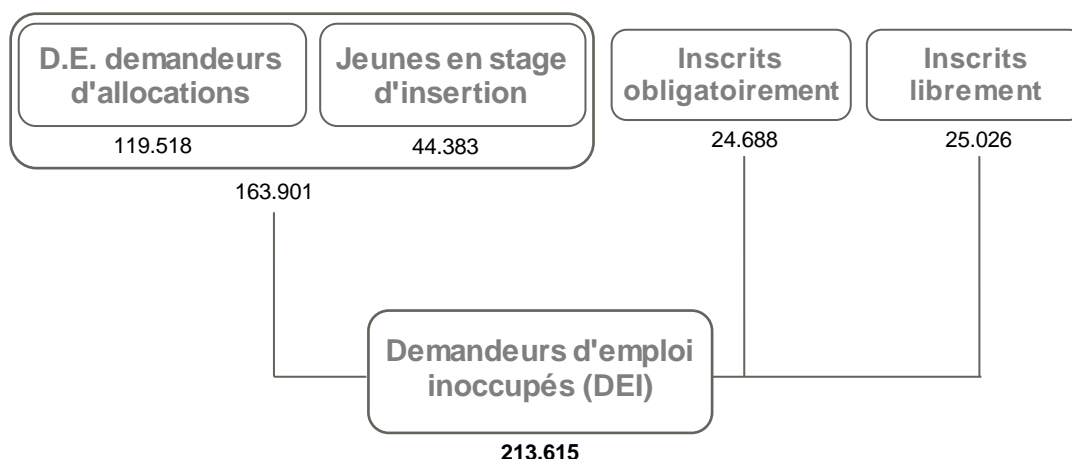 D.E. demandeurs
d'allocations
119.518
Jeunes en stage
d'insertion
44.383
163.901
Inscrits
obligatoirement
24.688
Inscrits
librement
25.026
Demandeurs d'emploi
inoccupés (DEI)
213.615